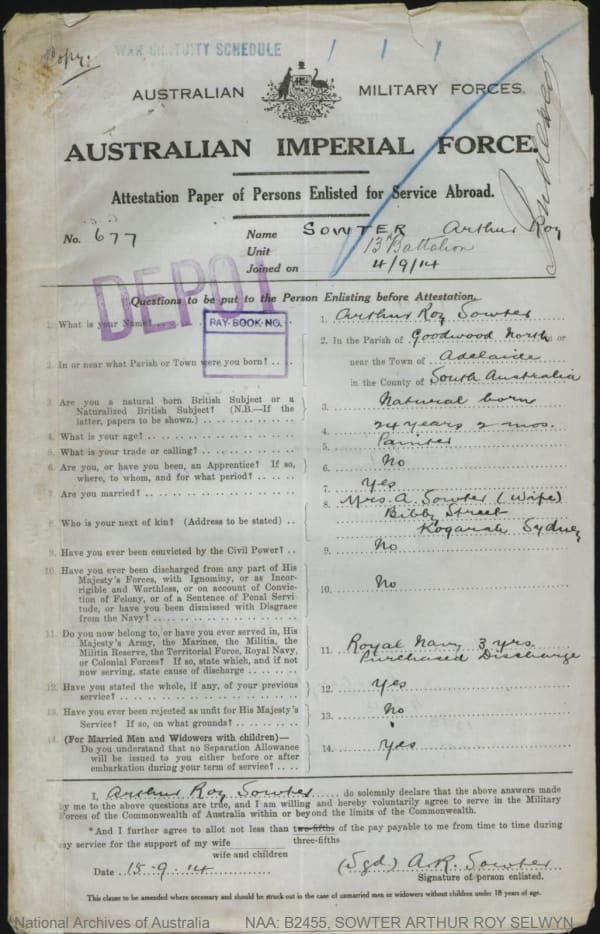 Copy.
WAR GRATUITY SCHEDULE
AUSTRALIAN MILITARY FORCES.
AUSTRALIAN IMPERIAL FORCE.
Attestation Paper of Persons Enlisted for Service Abroad.
No. 677
Name SOWTER Arthur Roy
Unit 13th Battalion
Joined on 4/9/14
DEPOT
PAY-BOOK-NO.
Questions to be put to the Person Enlisting before Attestation.
1. What is your Name? . . . .
1. Arthur Roy Sowter
2. In or near what Parish or Town were you born? . . . .
2. In the Parish of Goodwood North or
near the Town of Adelaide
in the County of South Australia
3. Are you a natural born British Subject or a
Naturalized British Subject? (N.B.—If the
latter, papers to be shown.) . . . .
3. Natural born
4. What is your age? . . . .
4. 24 years 2 mos.
5. What is your trade or calling? . . . .
5. Painter
6. Are you, or have you been, an Apprentice? If so,
where, to whom, and for what period? . . . .
6. No
7. Are you married? . . . .
7. Yes
8. Who is your next of kin? (Address to be stated) . .
8. Mrs. A. Sowter (Wife)
Bibby Street
Kogarah Sydney
9. Have you ever been convicted by the Civil Power? . .
9. No
10. Have you ever been discharged from any part of His
Majesty's Forces, with Ignominy, or as Incor-
rigible and Worthless, or on account of Convic-
tion of Felony, or of a Sentence of Penal Servi-
tude, or have you been dismissed with Disgrace
from the Navy? . . . .
10. No
11. Do you now belong to, or have you ever served in, His
Majesty's Army, the Marines, the Militia, the
Militia Reserve, the Territorial Force, Royal Navy,
or Colonial Forces? If so, state which, and if not
now serving, state cause of discharge . . . .
11. Royal Navy 3 yrs.
Purchased Discharge
12. Have you stated the whole, if any, of your previous
service? . . . .
12. Yes
13. Have you ever been rejected as unfit for His Majesty's
Service? If so, on what grounds? . . . .
13. No
14. (For Married Men and Widowers with children)—
Do you understand that no Separation Allowance
will be issued to you either before or after
embarkation during your term of service? . . . .
14. Yes
I, Arthur Roy Sowter do solemnly declare that the above answers made
by me to the above questions are true, and I am willing and hereby voluntarily agree to serve in the Military
Forces of the Commonwealth of Australia within or beyond the limits of the Commonwealth.
*And I further agree to allot not less than two-fifths of the pay payable to me from time to time during
three-fifths
my service for the support of my wife
wife and children
Date 15-9-14
(Sgd) A.R. Sowter
Signature of person enlisted.
This clause to be amended where necessary and should be struck out in the case of unmarried men or widowers without children under 18 years of age.
National Archives of Australia NAA: B2455, SOWTER ARTHUR ROY SELWYN